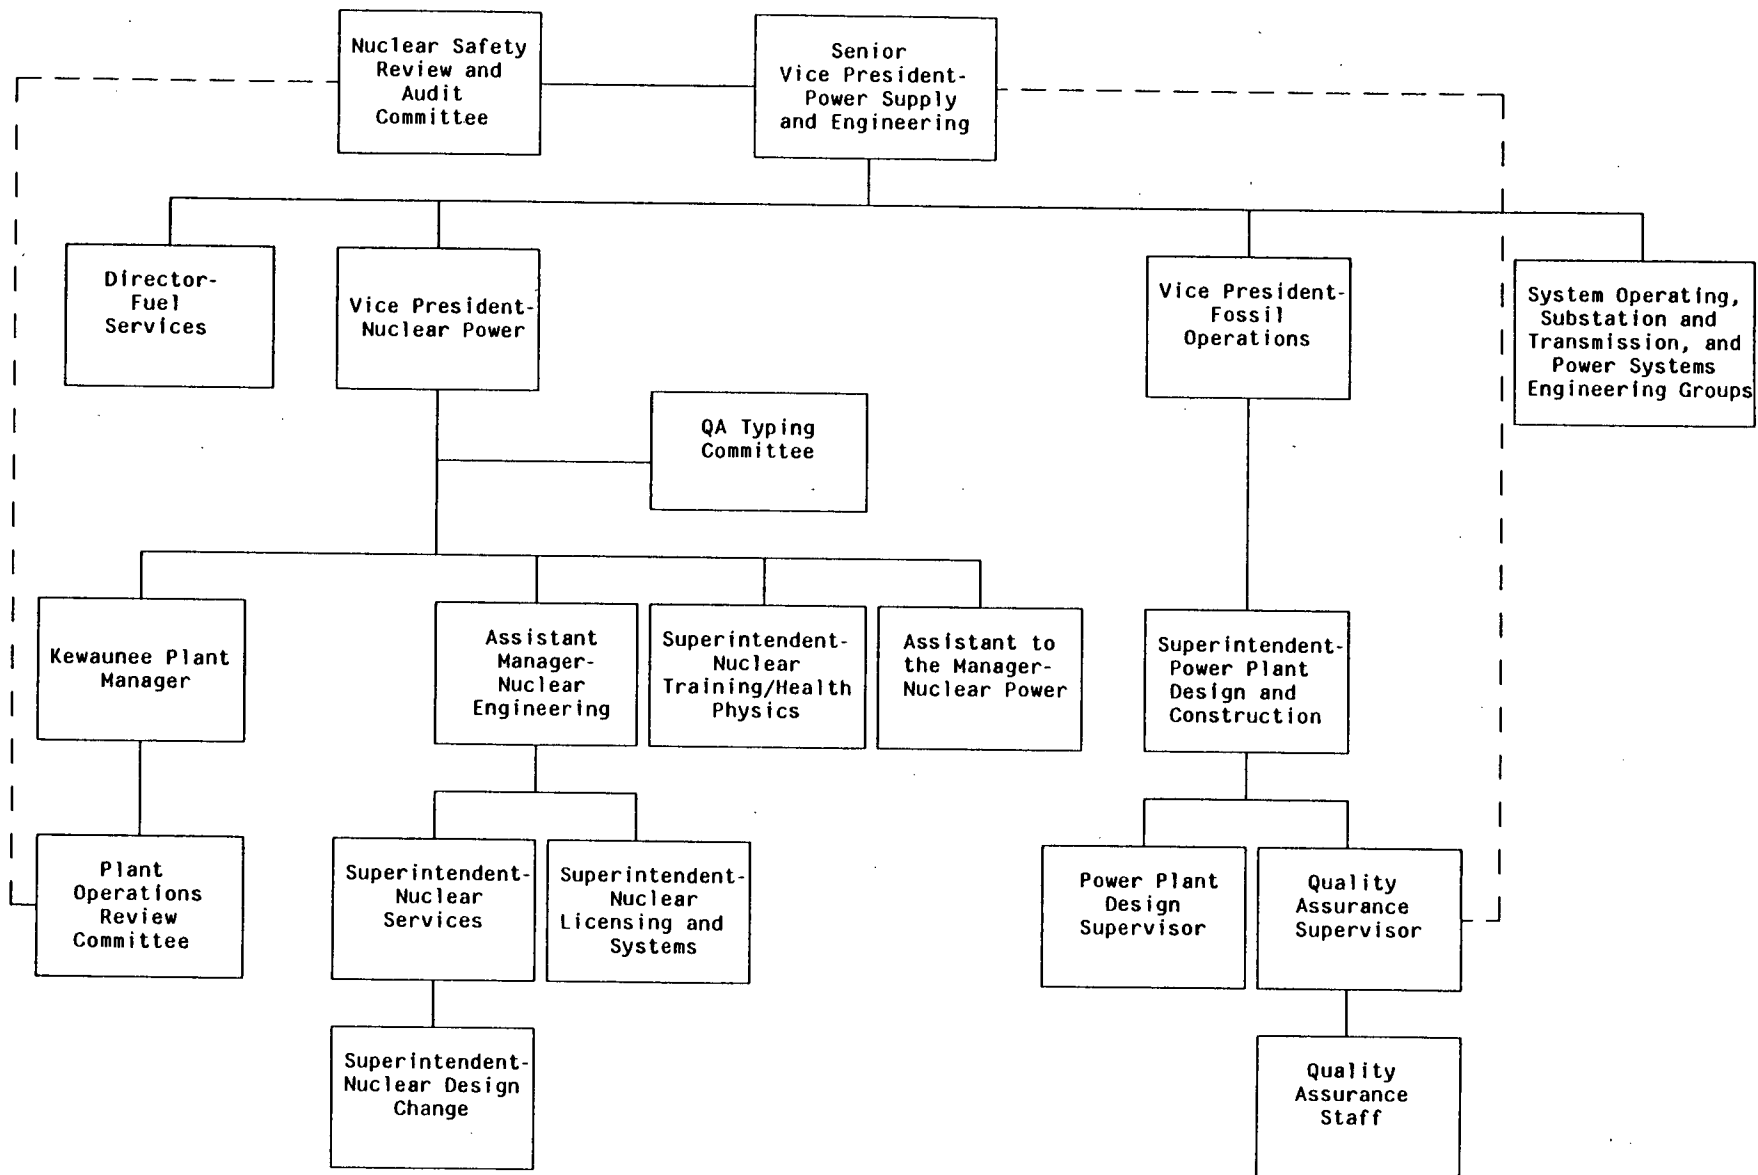 Nuclear Safety
Review and
Audit
Committee
Senior
Vice President-
Power Supply
and Engineering
Director-
Fuel
Services
Vice President-
Nuclear Power
Vice President-
Fossil
Operations
System Operating,
Substation and
Transmission, and
Power Systems
Engineering Groups
QA Typing
Committee
Kewaunee Plant
Manager
Assistant
Manager-
Nuclear
Engineering
Superintendent-
Nuclear
Training/Health
Physics
Assistant to
the Manager-
Nuclear Power
Superintendent-
Power Plant
Design and
Construction
Plant
Operations
Review
Committee
Superintendent-
Nuclear
Services
Superintendent-
Nuclear
Licensing and
Systems
Power Plant
Design
Supervisor
Quality
Assurance
Supervisor
Superintendent-
Nuclear Design
Change
Quality
Assurance
Staff